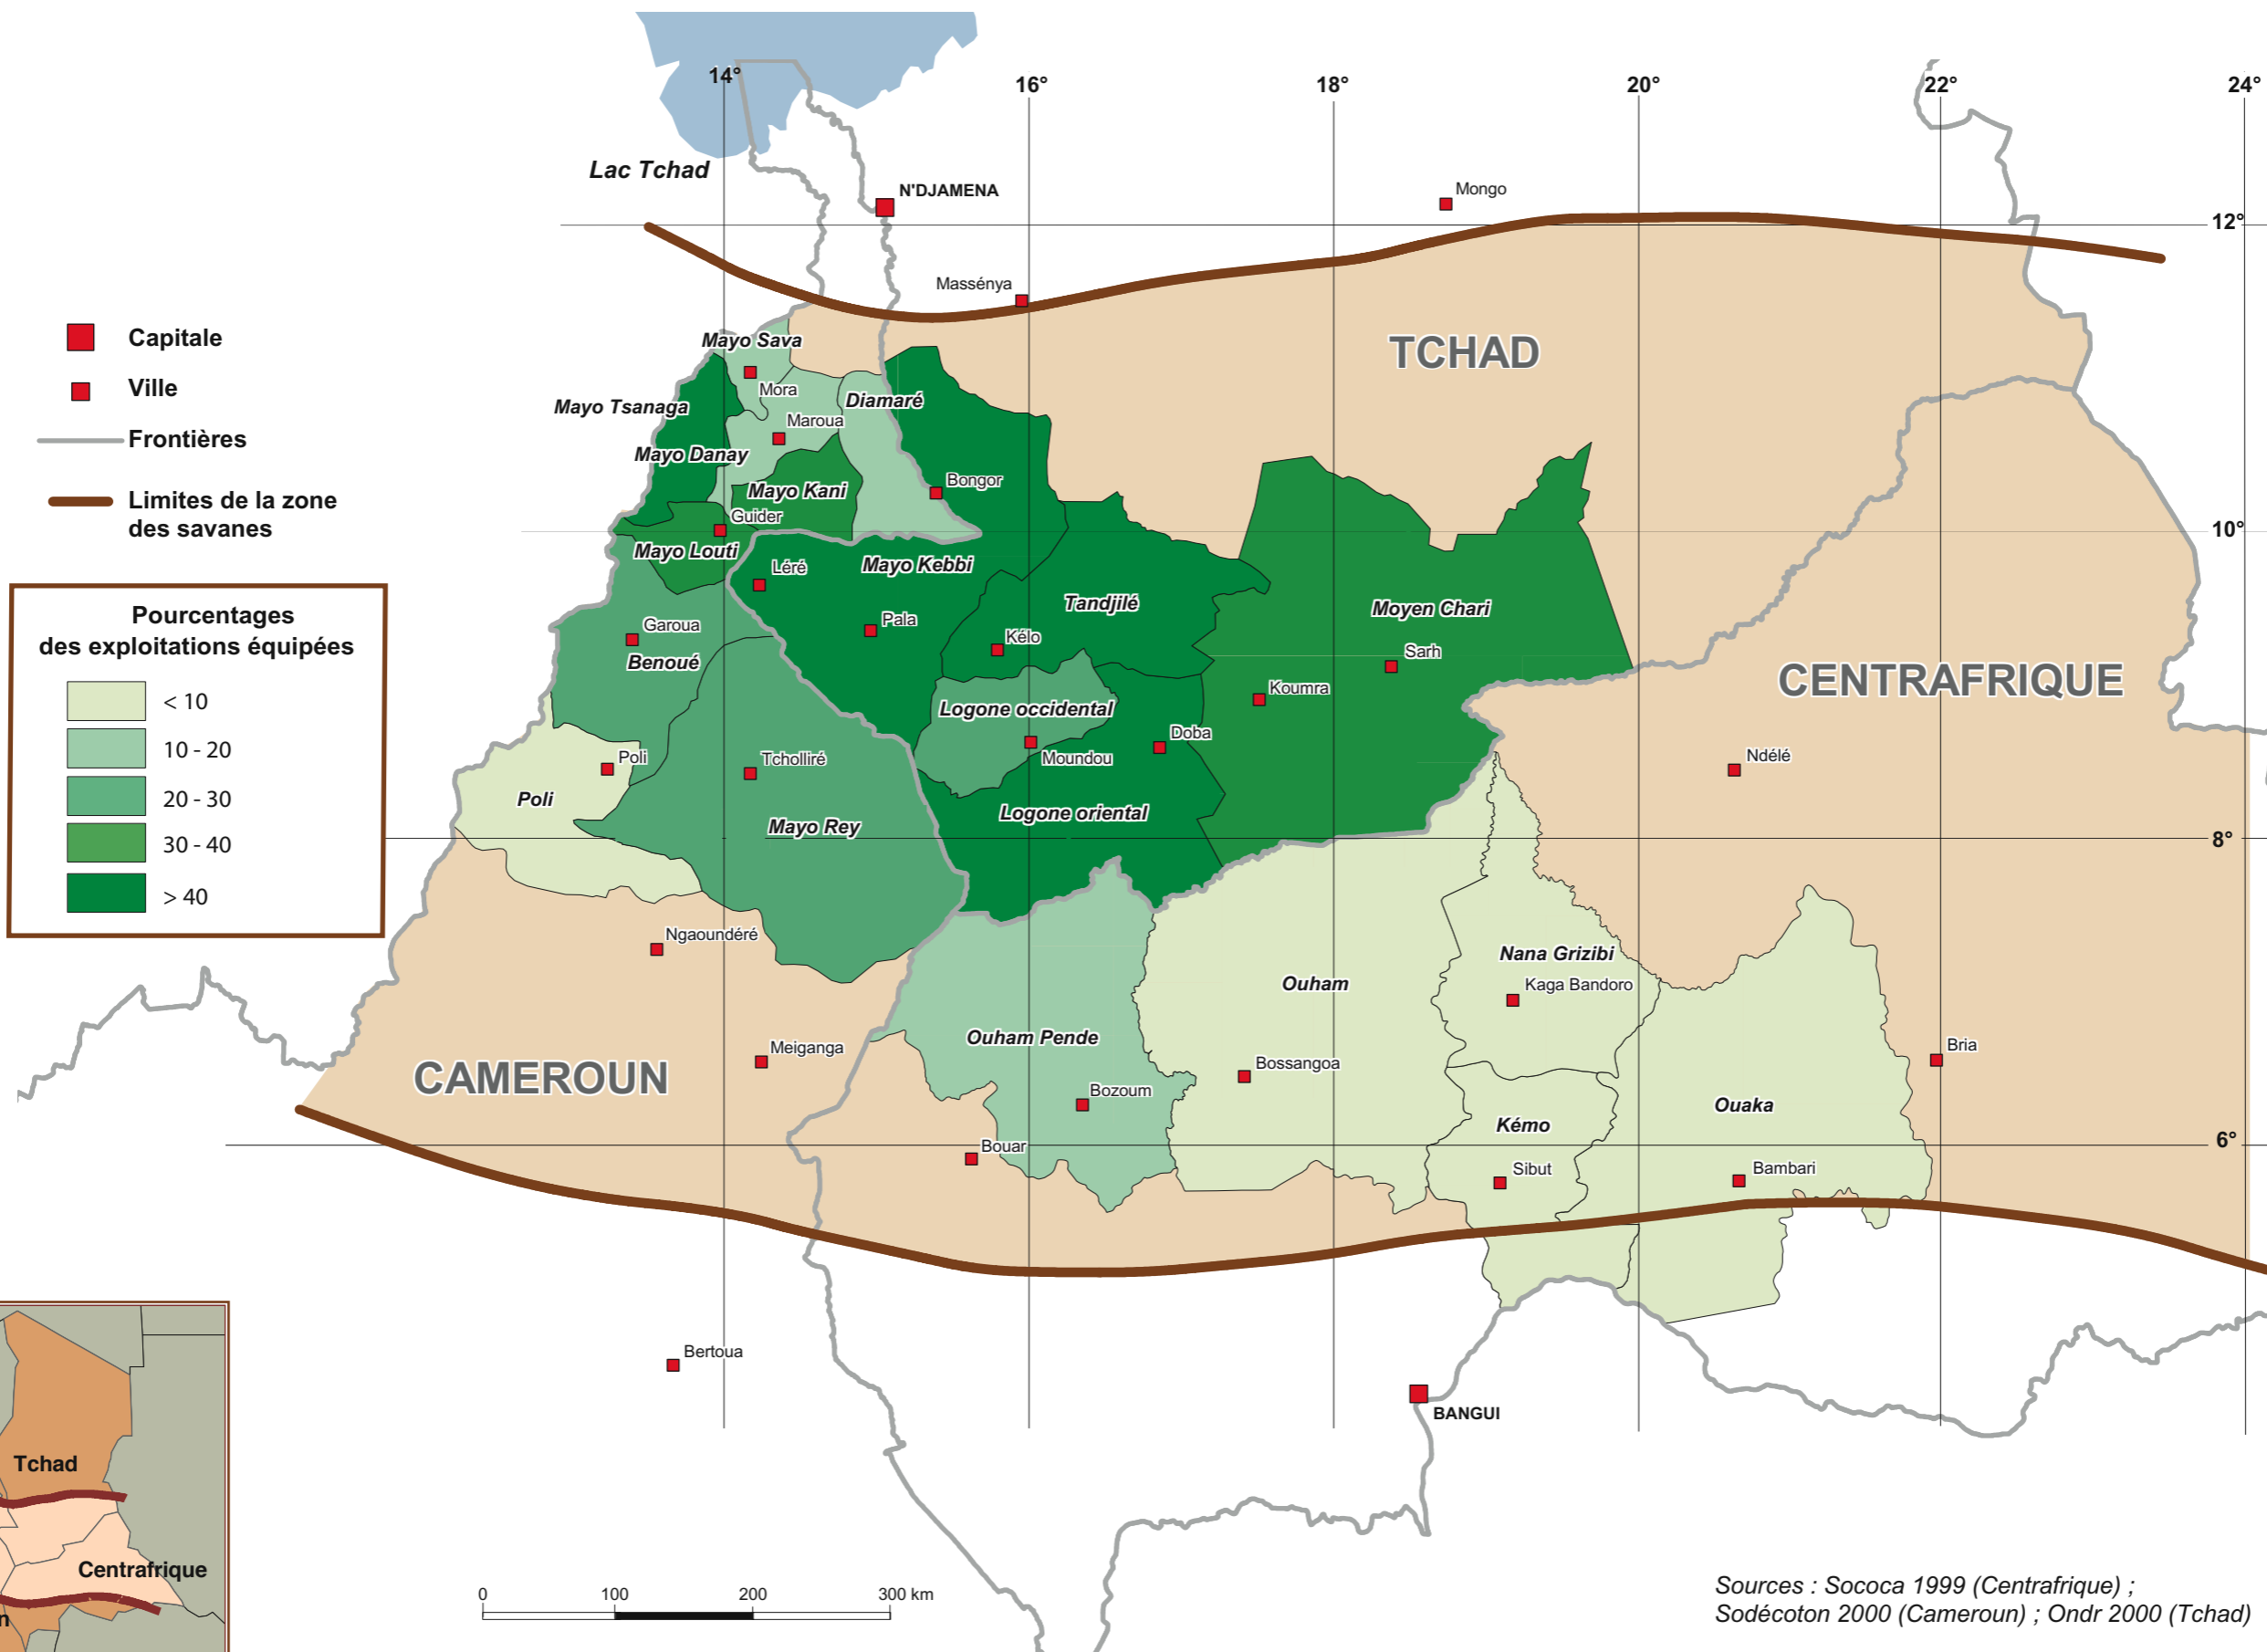 14°
16°
18°
20°
22°
24°
Lac Tchad
N'DJAMENA
Mongo
12°
Massénya
Capitale
Ville
Frontières
Limites de la zone
des savanes
TCHAD
Mayo Sava
Mora
Mayo Tsanaga
Diamaré
Maroua
Mayo Danay
Bongor
Mayo Kani
Guider
10°
Mayo Louti
Mayo Kebbi
Léré
Tandjilé
Moyen Chari
Pourcentages
des exploitations équipées
< 10
10 - 20
20 - 30
30 - 40
> 40
Garoua
Pala
Kélo
Benoué
Sarh
CENTRAFRIQUE
Koumra
Logone occidental
Doba
Moundou
Poli
Tcholliré
Ndélé
Poli
Logone oriental
Mayo Rey
8°
Ngaoundéré
Nana Grizibi
Ouham
Kaga Bandoro
Ouham Pende
Meiganga
CAMEROUN
Bossangoa
Bria
Bozoum
Ouaka
Kémo
6°
Bouar
Sibut
Bambari
Bertoua
BANGUI
Tchad
Centrafrique
n
0
100
200
300 km
Sources : Sococa 1999 (Centrafrique) ;
Sodécoton 2000 (Cameroun) ; Ondr 2000 (Tchad)